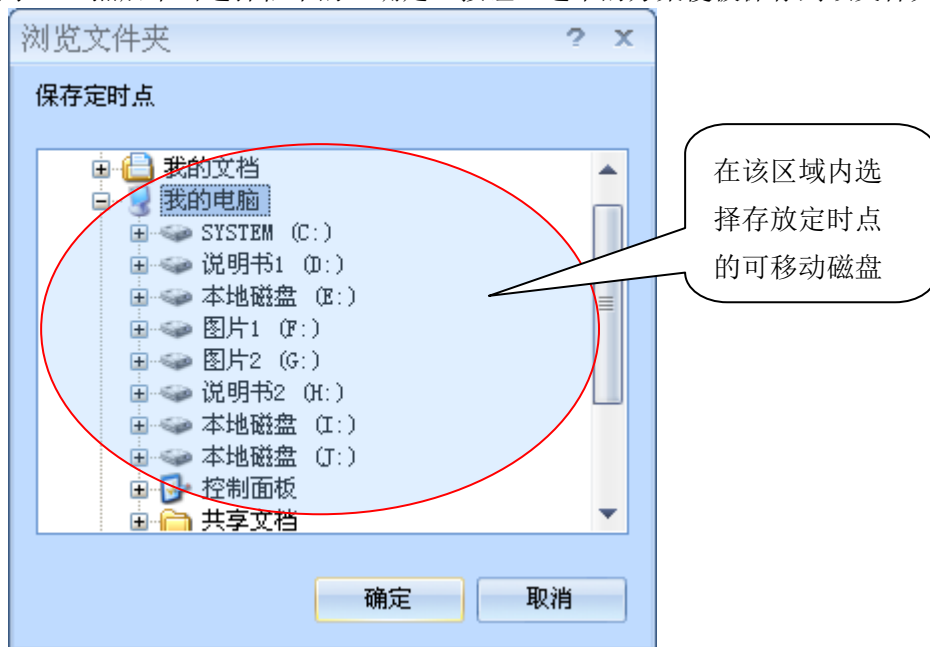 浏览文件夹
保存定时点
我的文档
我的电脑
SYSTEM (C:)
说明书1 (D:)
本地磁盘 (E:)
图片1 (F:)
图片2 (G:)
说明书2 (H:)
本地磁盘 (I:)
本地磁盘 (J:)
控制面板
共享文档
在该区域内选
择存放定时点
的可移动磁盘
确定
取消